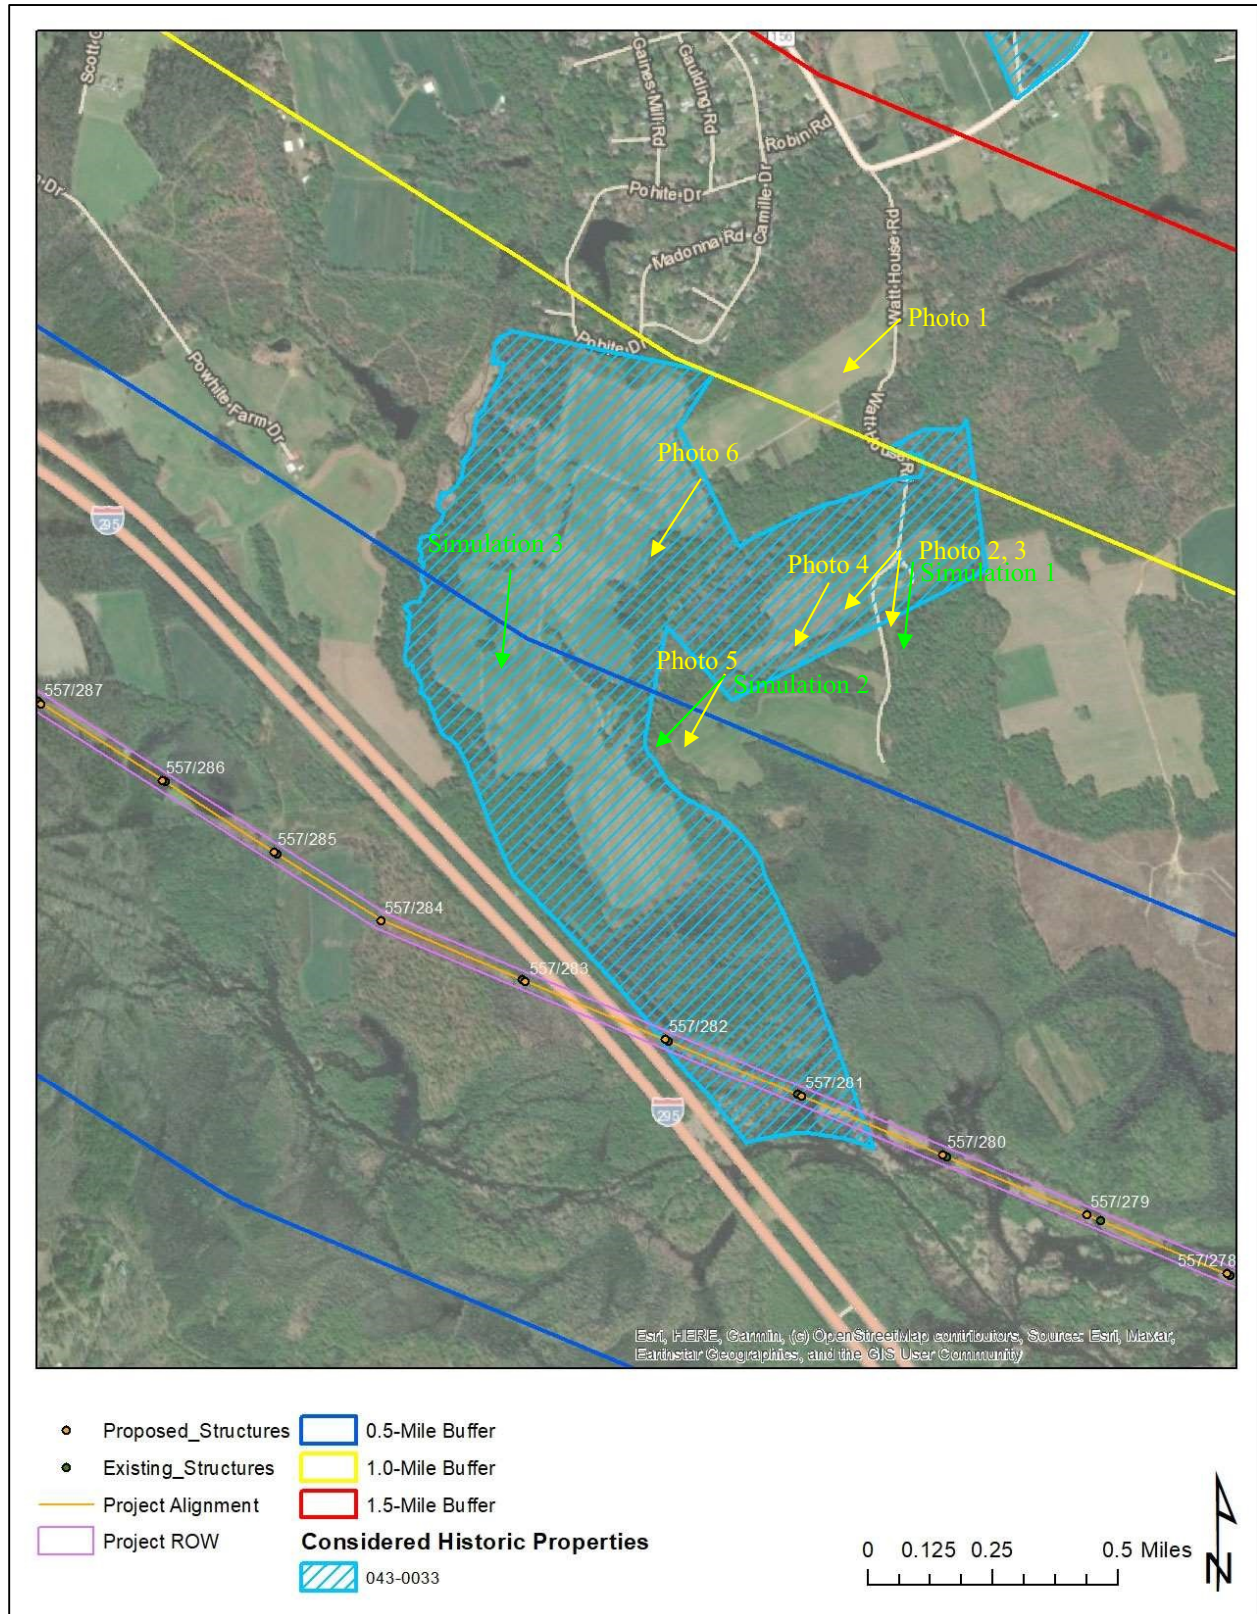 Scott
156
Gaines Mill Rd
Gaulding Rd
Robin Rd
Dr
Pohite Dr
Camille Dr
Madonna Rd
Watt House Rd
Photo 1
Pohite Dr
Powhite Farm Dr
Watt House Rd
Photo 6
295
Simulation 3
Photo 2, 3
Photo 4
Simulation 1
Photo 5
Simulation 2
557/287
557/286
557/285
557/284
557/283
557/282
557/281
295
557/280
557/279
557/278
Esri, HERE, Garmin, (c) OpenStreetMap contributors, Source: Esri, Maxar,
Earthstar Geographics, and the GIS User Community
Proposed_Structures
Existing_Structures
Project Alignment
Project ROW
0.5-Mile Buffer
1.0-Mile Buffer
1.5-Mile Buffer
Considered Historic Properties
043-0033
0 0.125 0.25 0.5 Miles
N